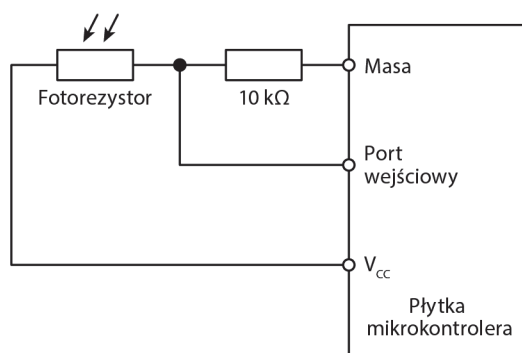 Fotorezystor
10 kΩ
Masa
Port
wejściowy
Vcc
Płytka
mikrokontrolera